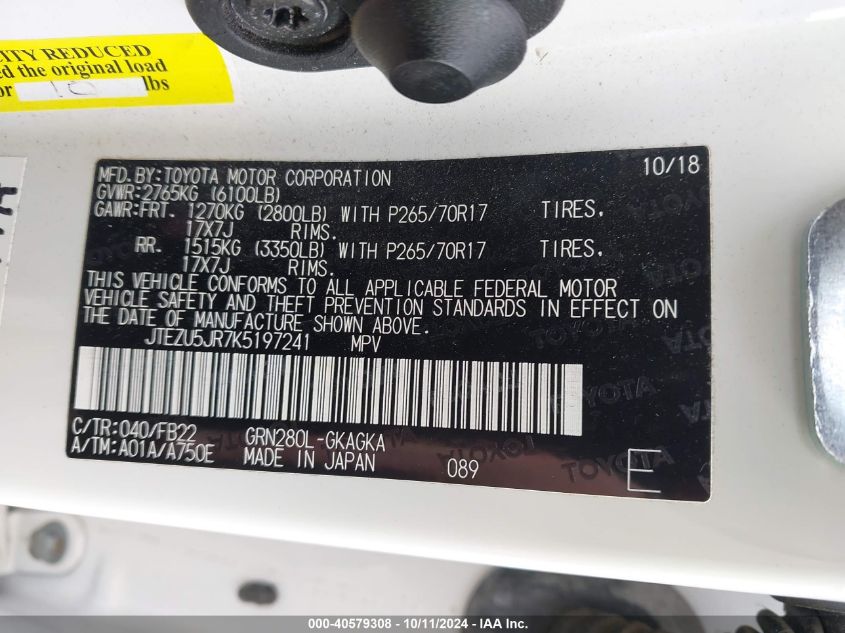 ITY REDUCED
ed the original load
or lbs
MFD.BY:TOYOTA MOTOR CORPORATION 10/18
GVWR:2765KG (6100LB)
GAWR:FRT. 1270KG (2800LB) WITH P265/70R17 TIRES,
17X7J RIMS.
RR. 1515KG (3350LB) WITH P265/70R17 TIRES,
17X7J RIMS.
THIS VEHICLE CONFORMS TO ALL APPLICABLE FEDERAL MOTOR
VEHICLE SAFETY AND THEFT PREVENTION STANDARDS IN EFFECT ON
THE DATE OF MANUFACTURE SHOWN ABOVE.
JTEZU5JR7K5197241 MPV
C/TR:040/FB22 GRN280L-GKAGKA
A/TM:A01A/A750E MADE IN JAPAN 089 E
000-40579308 - 10/11/2024 - IAA Inc.